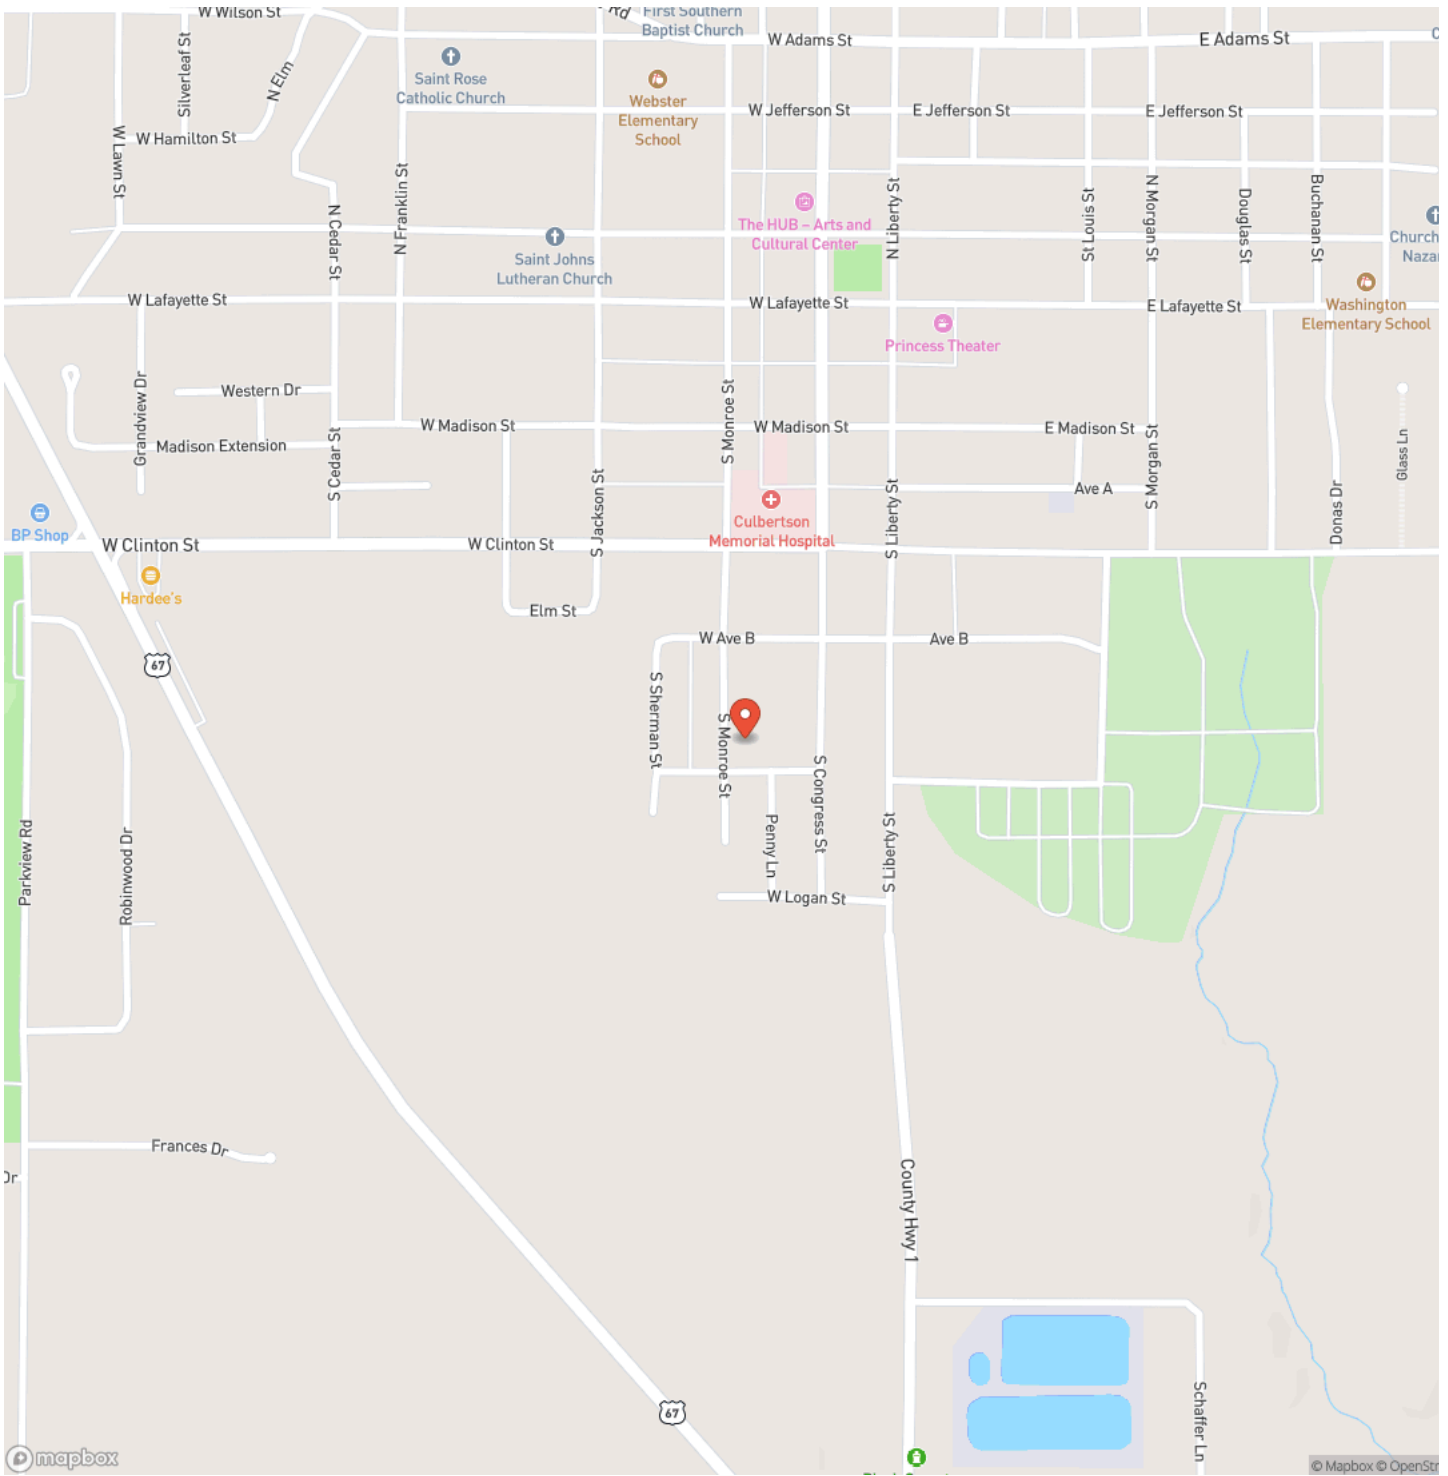 W Wilson St
Rd
First Southern
Baptist Church
W Adams St
E Adams St
Silverleaf St
N Elm
Saint Rose
Catholic Church
Webster
Elementary
School
W Jefferson St
E Jefferson St
E Jefferson St
W Hamilton St
W Lawn St
N Franklin St
N Cedar St
The HUB – Arts and
Cultural Center
N Liberty St
St Louis St
N Morgan St
Douglas St
Buchanan St
Church
Nazar
Saint Johns
Lutheran Church
W Lafayette St
W Lafayette St
E Lafayette St
Washington
Elementary School
Princess Theater
Western Dr
Grandview Dr
Madison Extension
S Cedar St
W Madison St
S Monroe St
W Madison St
E Madison St
S Morgan St
Glass Ln
Donas Dr
Ave A
S Jackson St
S Liberty St
BP Shop
W Clinton St
W Clinton St
Culbertson
Memorial Hospital
Hardee's
Elm St
W Ave B
Ave B
67
S Sherman St
S Monroe St
S Congress St
Penny Ln
S Liberty St
Parkview Rd
Robinwood Dr
W Logan St
Frances Dr
Dr
County Hwy 1
67
Schaffer Ln
mapbox
© Mapbox © OpenStr